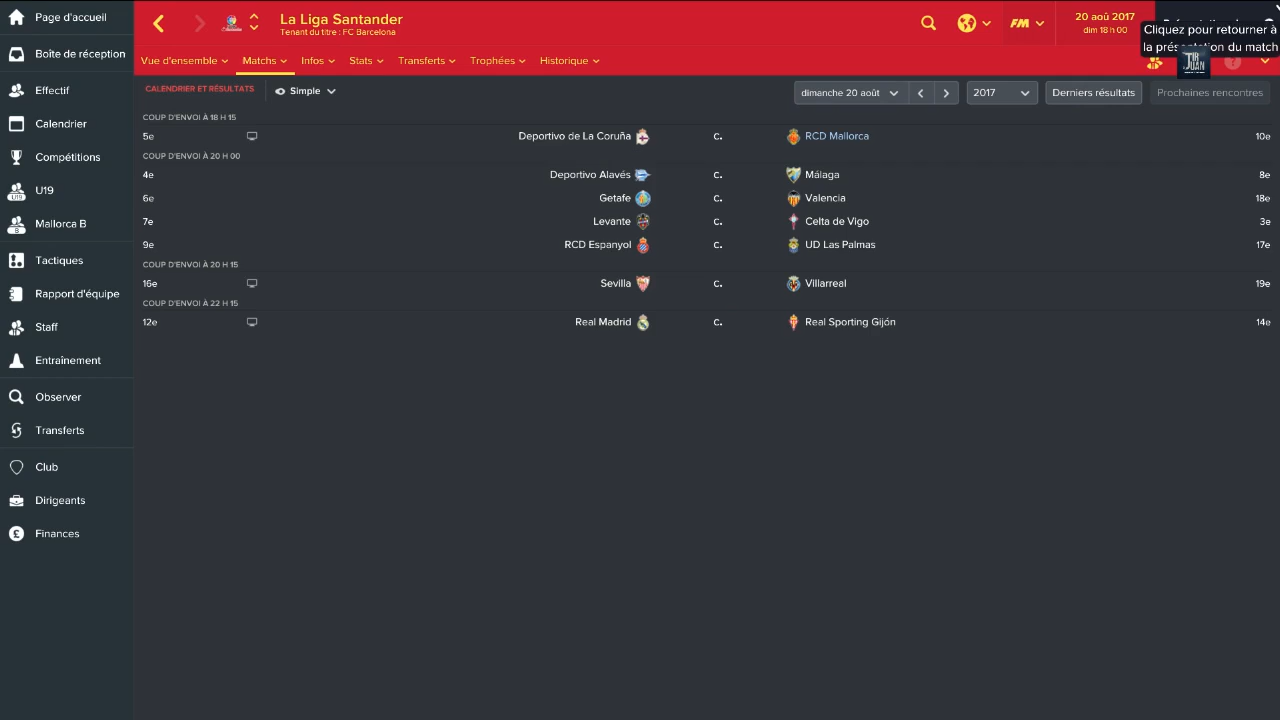 Page d'accueil
La Liga Santander
Tenant du titre : FC Barcelona
FM
20 aoû 2017
dim 18 h 00
Cliquez pour retourner à
la présentation du match
Boîte de réception
Vue d'ensemble
Matchs
Infos
Stats
Transferts
Trophées
Historique
Effectif
CALENDRIER ET RÉSULTATS
Simple
dimanche 20 août
2017
Derniers résultats
Prochaines rencontres
Calendrier
COUP D'ENVOI À 18 H 15
5e Deportivo de La Coruña c. RCD Mallorca 10e
Compétitions
COUP D'ENVOI À 20 H 00
4e Deportivo Alavés c. Málaga 8e
U19
6e Getafe c. Valencia 18e
Mallorca B
7e Levante c. Celta de Vigo 3e
9e RCD Espanyol c. UD Las Palmas 17e
Tactiques
COUP D'ENVOI À 20 H 15
16e Sevilla c. Villarreal 19e
Rapport d'équipe
COUP D'ENVOI À 22 H 15
12e Real Madrid c. Real Sporting Gijón 14e
Staff
Entraînement
Observer
Transferts
Club
Dirigeants
Finances